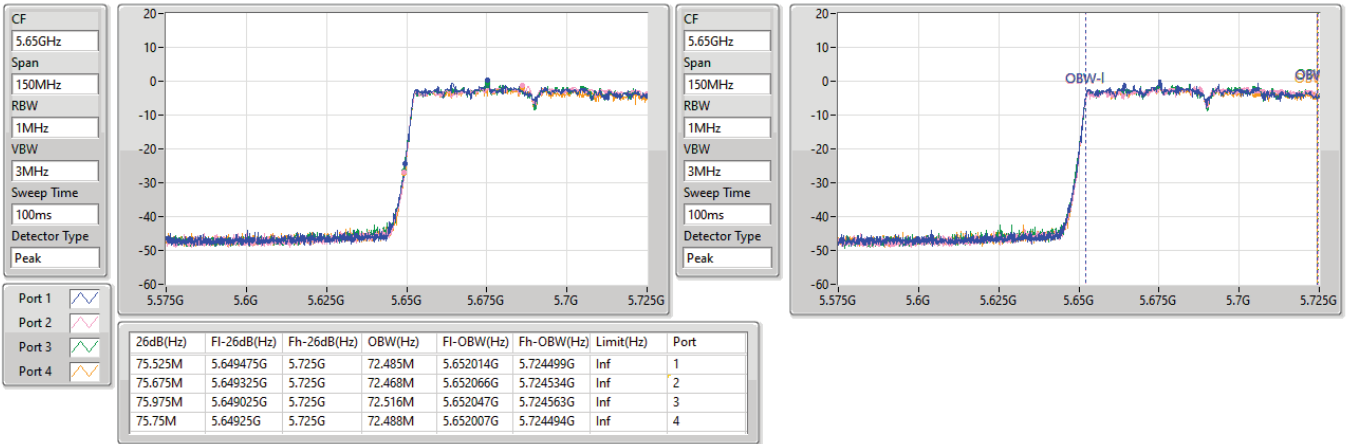 CF
5.65GHz
Span
150MHz
RBW
1MHz
VBW
3MHz
Sweep Time
100ms
Detector Type
Peak
20
10
0
-10
-20
-30
-40
-50
-60
5.575G 5.6G 5.625G 5.65G 5.675G 5.7G 5.725G
CF
5.65GHz
Span
150MHz
RBW
1MHz
VBW
3MHz
Sweep Time
100ms
Detector Type
Peak
20
10
0
-10
-20
-30
-40
-50
-60
OBW-l
5.575G 5.6G 5.625G 5.65G 5.675G 5.7G 5.725G
Port 1
Port 2
Port 3
Port 4
26dB(Hz) Fl-26dB(Hz) Fh-26dB(Hz) OBW(Hz) Fl-OBW(Hz) Fh-OBW(Hz) Limit(Hz) Port
75.525M 5.649475G 5.725G 72.485M 5.652014G 5.724499G Inf 1
75.675M 5.649325G 5.725G 72.468M 5.652066G 5.724534G Inf 2
75.975M 5.649025G 5.725G 72.516M 5.652047G 5.724563G Inf 3
75.75M 5.64925G 5.725G 72.488M 5.652007G 5.724494G Inf 4